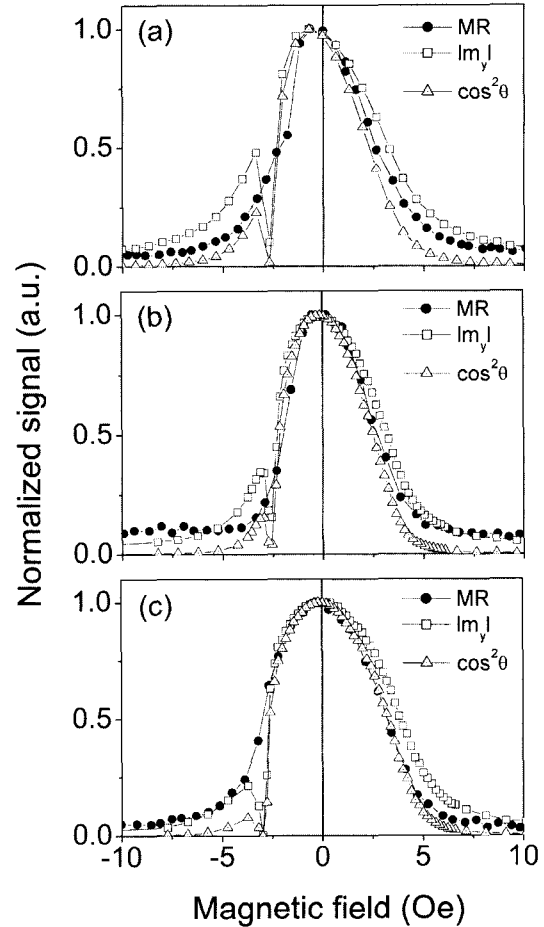 (a)
MR
|m_y|
cos²θ
1.0
0.5
0.0
(b)
MR
|m_y|
cos²θ
1.0
0.5
0.0
(c)
MR
|m_y|
cos²θ
1.0
0.5
0.0
-10 -5 0 5 10
Normalized signal (a.u.)
Magnetic field (Oe)